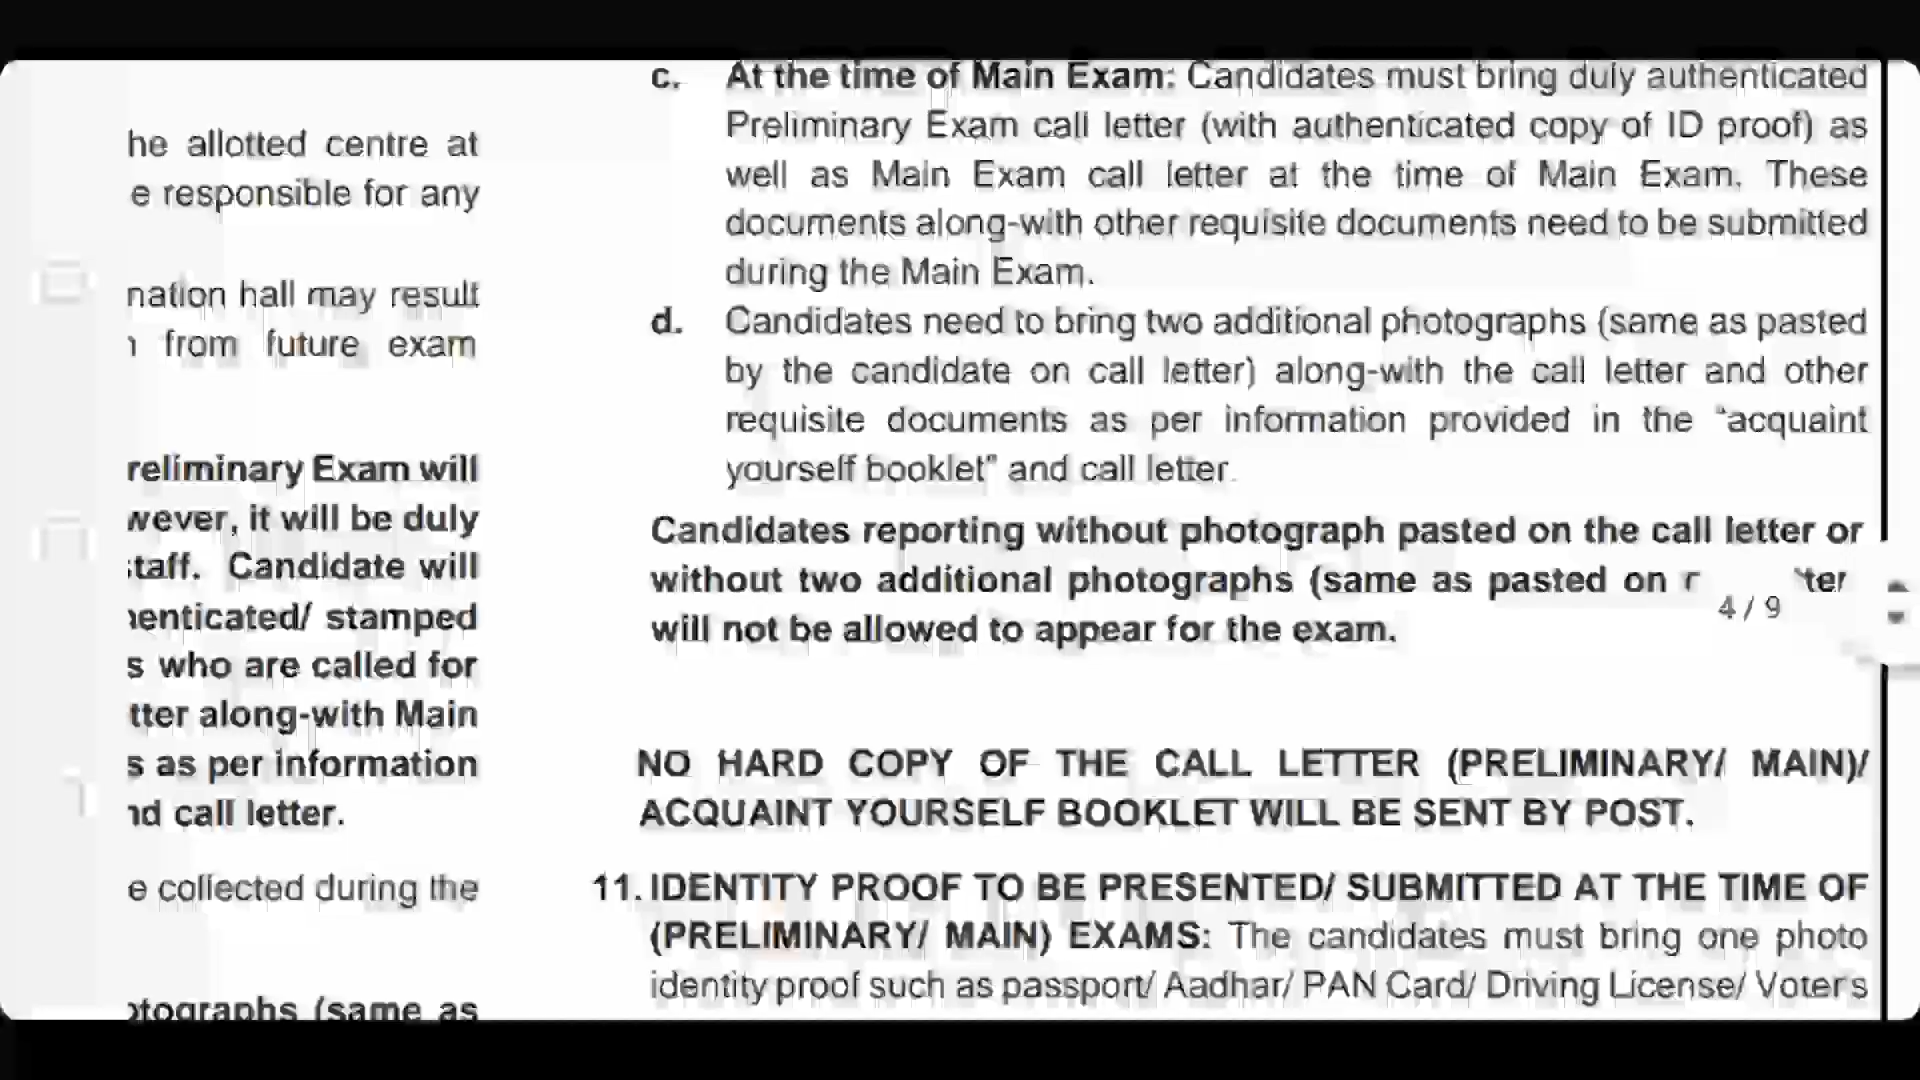 he allotted centre at
e responsible for any
nation hall may result
from future exam
reliminary Exam will
wever, it will be duly
taff. Candidate will
enticated/ stamped
s who are called for
tter along-with Main
s as per information
nd call letter.
e collected during the
otographs (same as
c. At the time of Main Exam: Candidates must bring duly authenticated
Preliminary Exam call letter (with authenticated copy of ID proof) as
well as Main Exam call letter at the time of Main Exam. These
documents along-with other requisite documents need to be submitted
during the Main Exam.
d. Candidates need to bring two additional photographs (same as pasted
by the candidate on call letter) along-with the call letter and other
requisite documents as per information provided in the "acquaint
yourself booklet" and call letter.
Candidates reporting without photograph pasted on the call letter or
without two additional photographs (same as pasted on ter
4 / 9
will not be allowed to appear for the exam.
NO HARD COPY OF THE CALL LETTER (PRELIMINARY/ MAIN)/
ACQUAINT YOURSELF BOOKLET WILL BE SENT BY POST.
11. IDENTITY PROOF TO BE PRESENTED/ SUBMITTED AT THE TIME OF
(PRELIMINARY/ MAIN) EXAMS: The candidates must bring one photo
identity proof such as passport/ Aadhar/ PAN Card/ Driving License/ Voter's